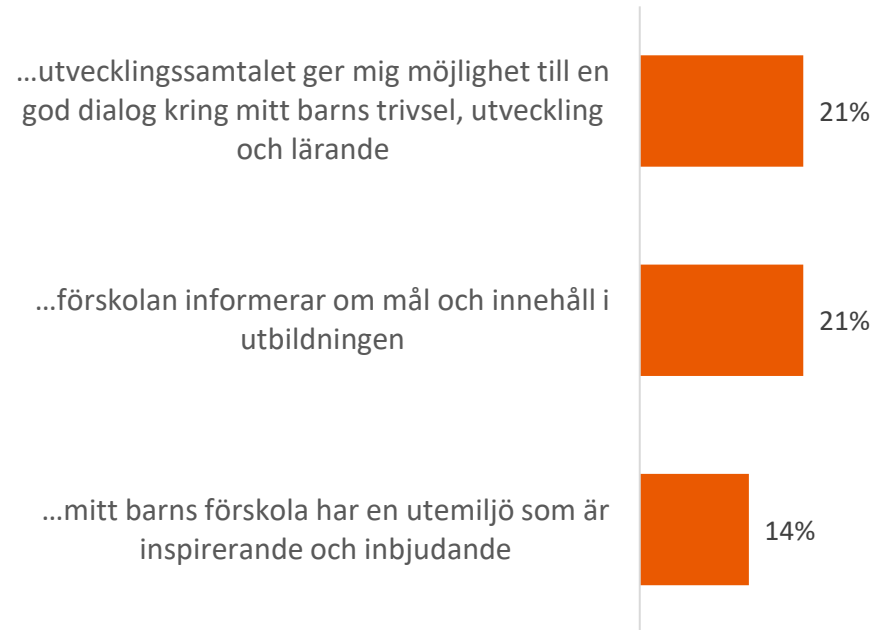 ...utvecklingssamtalet ger mig möjlighet till en
god dialog kring mitt barns trivsel, utveckling
och lärande
21%
...förskolan informerar om mål och innehåll i
utbildningen
21%
...mitt barns förskola har en utemiljö som är
inspirerande och inbjudande
14%